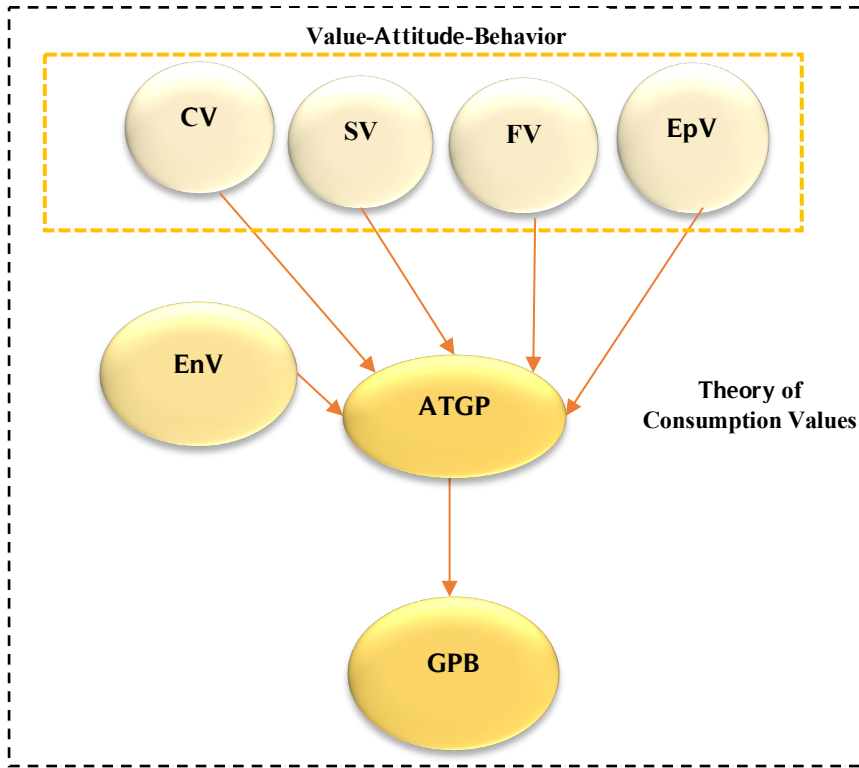 Value-Attitude-Behavior
CV
SV
FV
EpV
EnV
ATGP
Theory of
Consumption Values
GPB